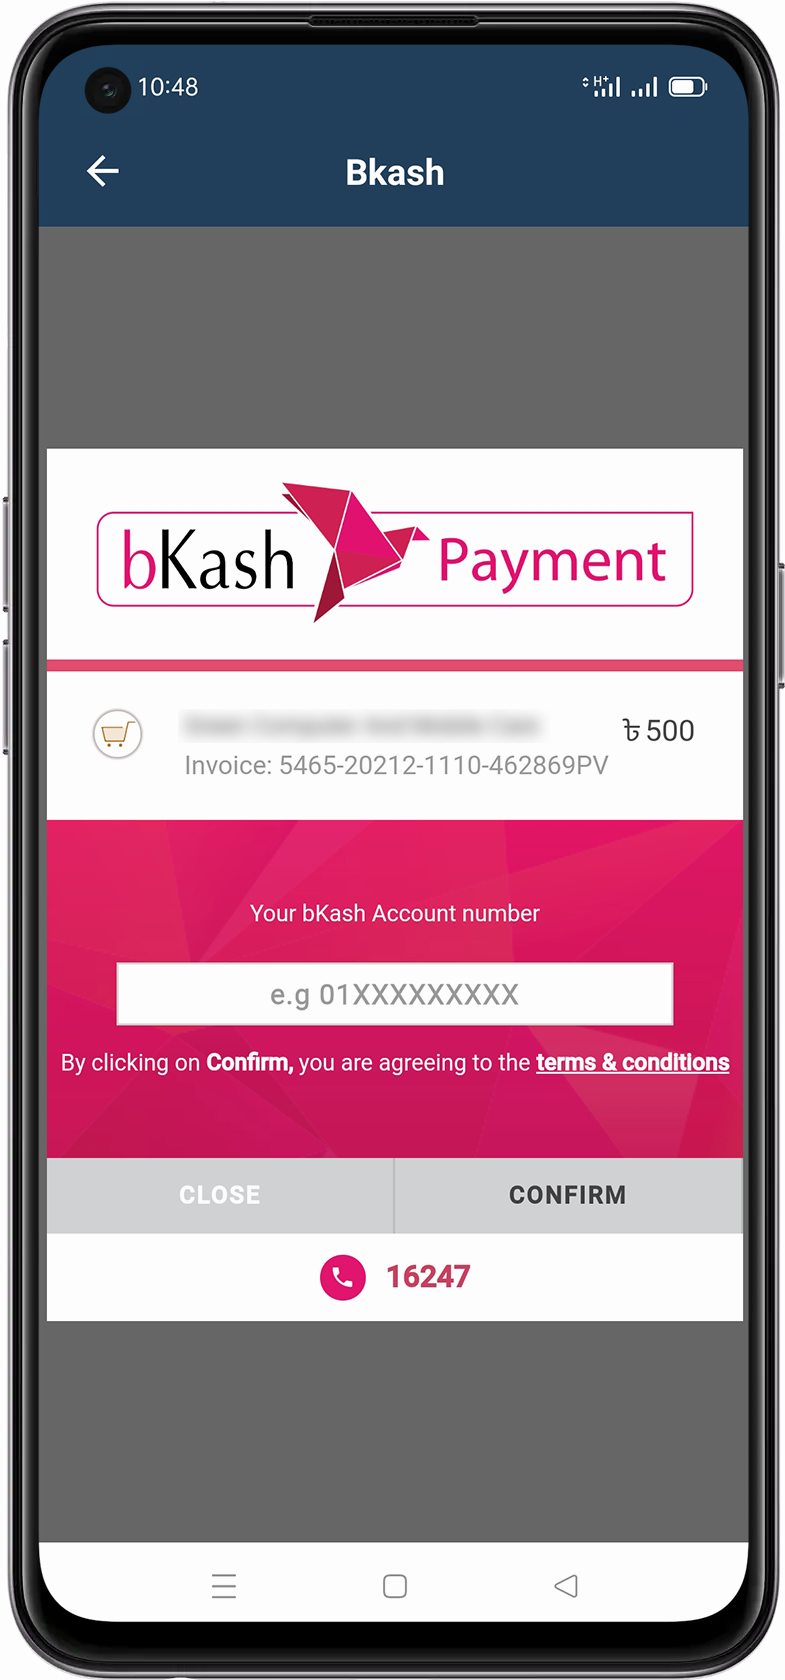 10:48
H+
Bkash
bKash Payment
৳ 500
Invoice: 5465-20212-1110-462869PV
Your bKash Account number
e.g 01XXXXXXXXX
By clicking on Confirm, you are agreeing to the terms & conditions
CLOSE CONFIRM
16247